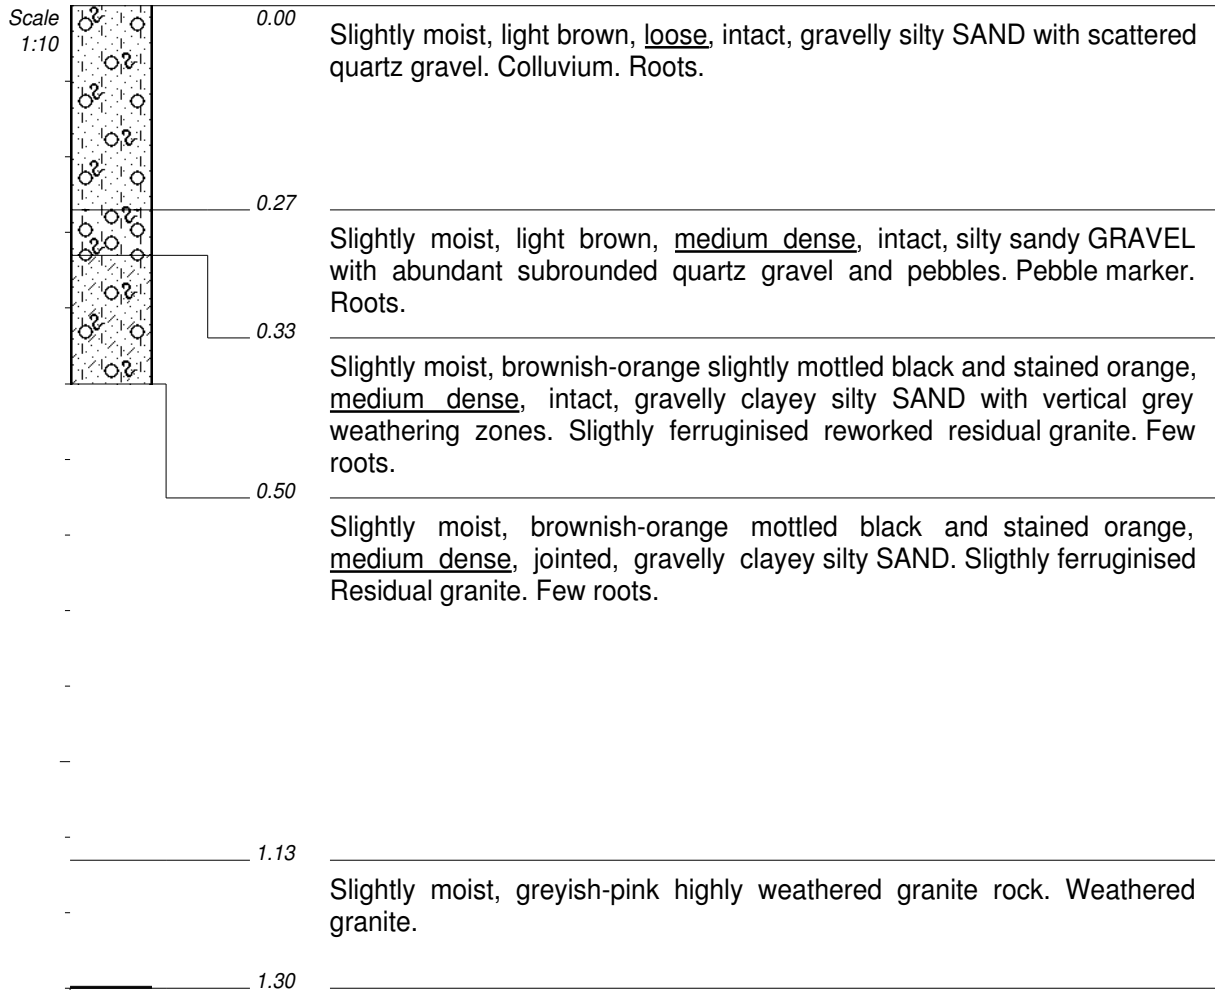 Scale
1:10
0.00
Slightly moist, light brown, loose, intact, gravelly silty SAND with scattered
quartz gravel. Colluvium. Roots.
0.27
Slightly moist, light brown, medium dense, intact, silty sandy GRAVEL
with abundant subrounded quartz gravel and pebbles. Pebble marker.
Roots.
0.33
Slightly moist, brownish-orange slightly mottled black and stained orange,
medium dense, intact, gravelly clayey silty SAND with vertical grey
weathering zones. Sligthly ferruginised reworked residual granite. Few
roots.
0.50
Slightly moist, brownish-orange mottled black and stained orange,
medium dense, jointed, gravelly clayey silty SAND. Sligthly ferruginised
Residual granite. Few roots.
1.13
Slightly moist, greyish-pink highly weathered granite rock. Weathered
granite.
1.30